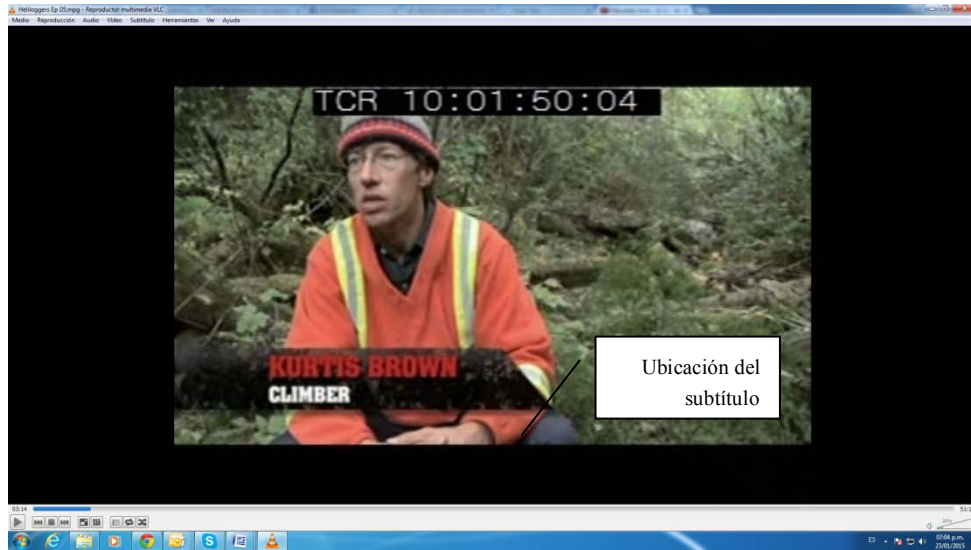 Heliloggers Ep 05.mpg - Reproductor multimedia VLC
Medio Reproducción Audio Vídeo Subtítulo Herramientas Ver Ayuda
TCR 10:01:50:04
KURTIS BROWN
CLIMBER
Ubicación del
subtítulo
03:14
ES
07:04 p.m.
23/01/2015